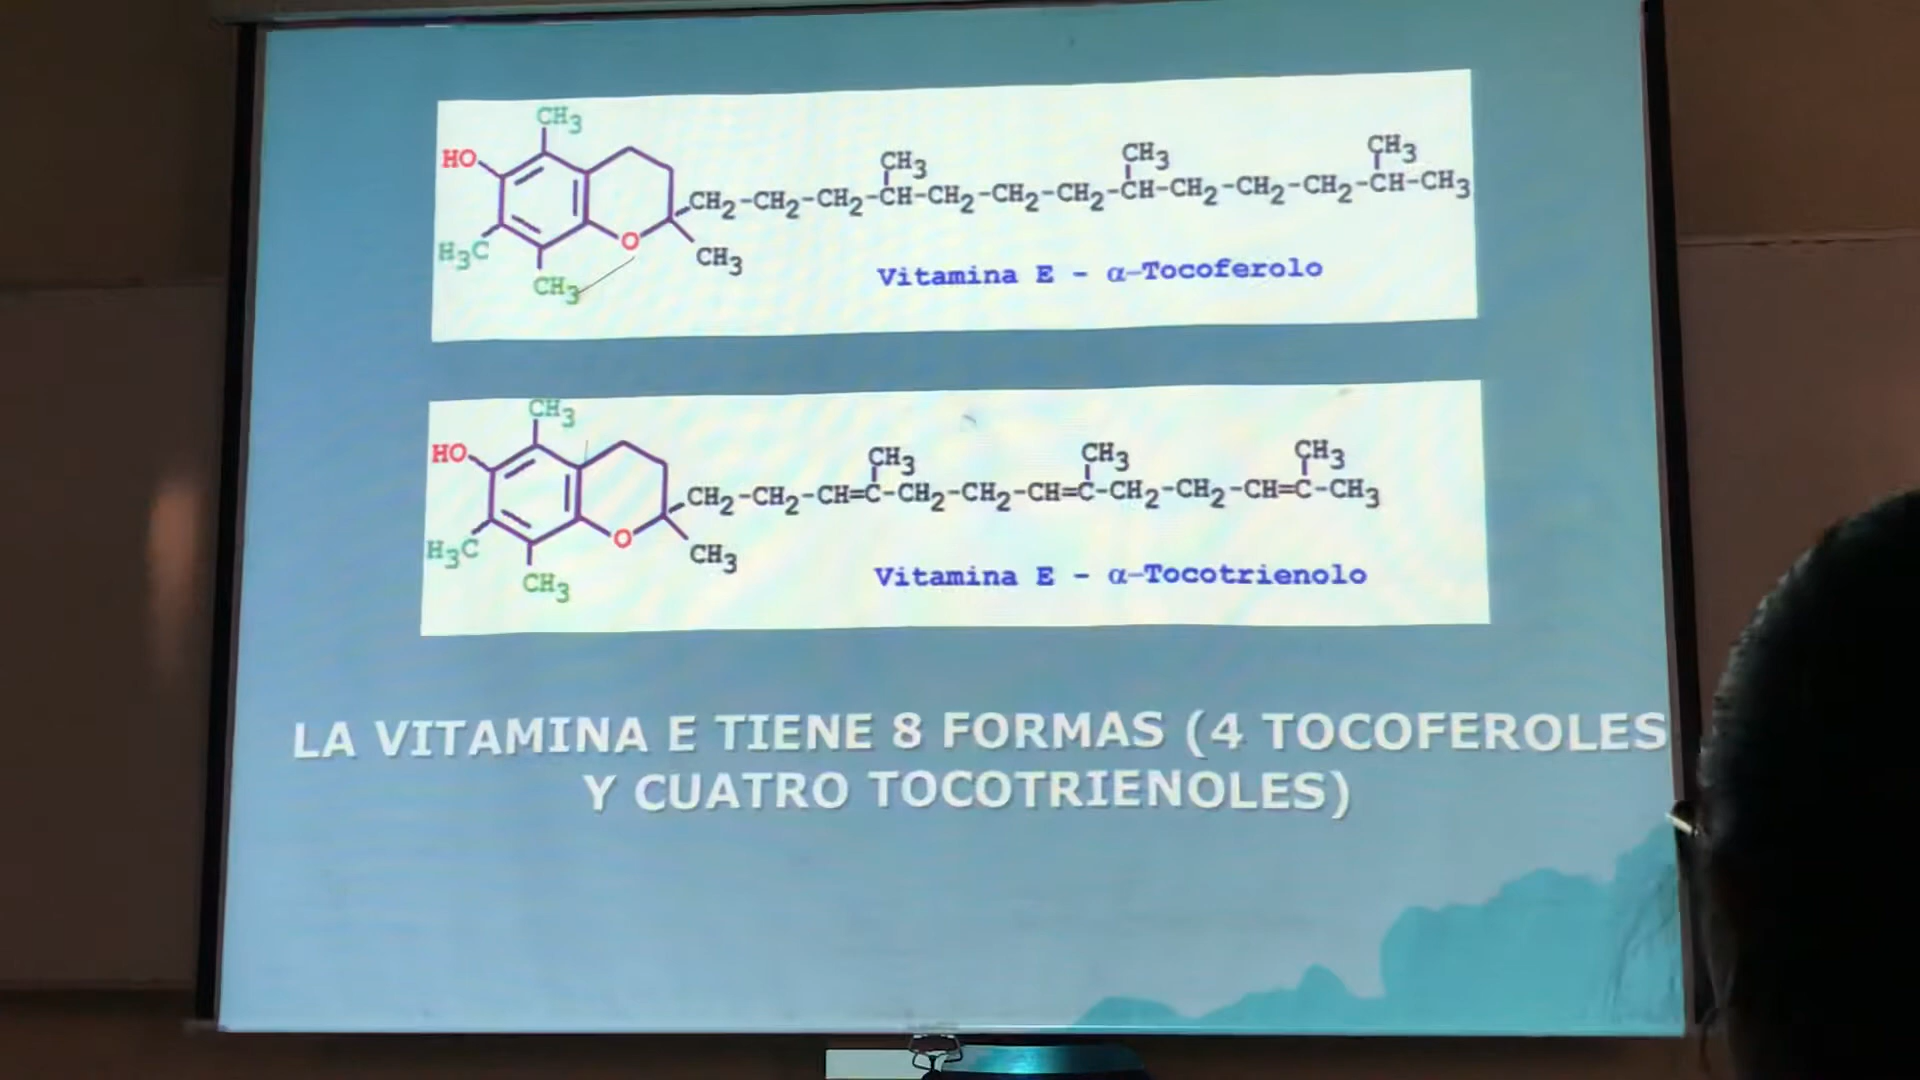 CH3
HO
CH3
CH3
CH3
CH2-CH2-CH2-CH-CH2-CH2-CH2-CH-CH2-CH2-CH2-CH-CH3
H3C
O
CH3
CH3
Vitamina E - α-Tocoferolo
CH3
HO
CH3
CH3
CH3
CH2-CH2-CH=C-CH2-CH2-CH=C-CH2-CH2-CH=C-CH3
H3C
O
CH3
CH3
Vitamina E - α-Tocotrienolo
LA VITAMINA E TIENE 8 FORMAS (4 TOCOFEROLES
Y CUATRO TOCOTRIENOLES)